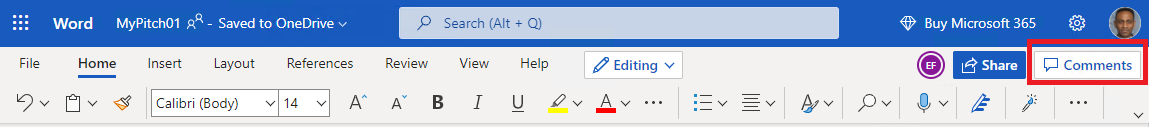 Word MyPitch01 - Saved to OneDrive Search (Alt + Q) Buy Microsoft 365
File Home Insert Layout References Review View Help Editing EF Share Comments
Calibri (Body) 14 A A B I U A A